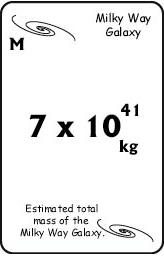 Milky Way
Galaxy
M
7 x 10^41
kg
Estimated total
mass of the
Milky Way Galaxy.